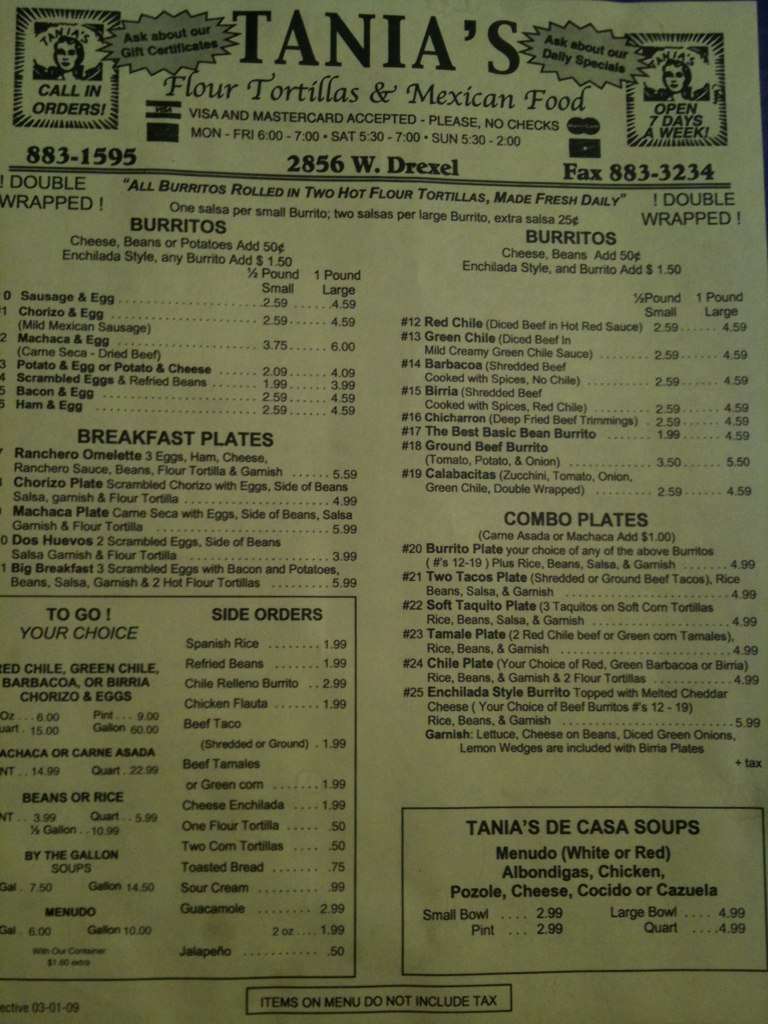 TANIA'S
CALL IN
ORDERS!
Ask about our
Gift Certificates
TANIA'S
Ask about our
Daily Specials
TANIA'S
OPEN
7 DAYS
A WEEK!
Flour Tortillas & Mexican Food
VISA AND MASTERCARD ACCEPTED - PLEASE, NO CHECKS
MON - FRI 6:00 - 7:00 • SAT 5:30 - 7:00 • SUN 5:30 - 2:00
883-1595
2856 W. Drexel
Fax 883-3234
! DOUBLE
WRAPPED !
"ALL BURRITOS ROLLED IN TWO HOT FLOUR TORTILLAS, MADE FRESH DAILY"
One salsa per small Burrito; two salsas per large Burrito, extra salsa 25¢
! DOUBLE
WRAPPED !
BURRITOS
Cheese, Beans or Potatoes Add 50¢
Enchilada Style, any Burrito Add $ 1.50
½ Pound 1 Pound
Small Large
0 Sausage & Egg 2.59 4.59
1 Chorizo & Egg 2.59 4.59
(Mild Mexican Sausage)
2 Machaca & Egg 3.75 6.00
(Carne Seca - Dried Beef)
3 Potato & Egg or Potato & Cheese 2.09 4.09
4 Scrambled Eggs & Refried Beans 1.99 3.99
5 Bacon & Egg 2.59 4.59
6 Ham & Egg 2.59 4.59
BREAKFAST PLATES
Ranchero Omelette 3 Eggs, Ham, Cheese,
Ranchero Sauce, Beans, Flour Tortilla & Garnish 5.59
Chorizo Plate Scrambled Chorizo with Eggs, Side of Beans
Salsa, garnish & Flour Tortilla 4.99
Machaca Plate Carne Seca with Eggs, Side of Beans, Salsa
Garnish & Flour Tortilla 5.99
0 Dos Huevos 2 Scrambled Eggs, Side of Beans
Salsa Garnish & Flour Tortilla 3.99
1 Big Breakfast 3 Scrambled Eggs with Bacon and Potatoes,
Beans, Salsa, Garnish & 2 Hot Flour Tortillas 5.99
TO GO !
YOUR CHOICE
RED CHILE, GREEN CHILE,
BARBACOA, OR BIRRIA
CHORIZO & EGGS
Oz 6.00 Pint 9.00
uart 15.00 Gallon 60.00
ACHACA OR CARNE ASADA
NT 14.99 Quart 22.99
BEANS OR RICE
NT 3.99 Quart 5.99
½ Gallon 10.99
BY THE GALLON
SOUPS
Gal 7.50 Gallon 14.50
MENUDO
Gal 6.00 Gallon 10.00
With Our Container
SIDE ORDERS
Spanish Rice 1.99
Refried Beans 1.99
Chile Relleno Burrito 2.99
Chicken Flauta 1.99
Beef Taco
(Shredded or Ground) 1.99
Beef Tamales
or Green corn 1.99
Cheese Enchilada 1.99
One Flour Tortilla .50
Two Corn Tortillas .50
Toasted Bread .75
Sour Cream .99
Guacamole 2.99
2 oz 1.99
Jalapeño .50
BURRITOS
Cheese, Beans Add 50¢
Enchilada Style, and Burrito Add $ 1.50
½Pound 1 Pound
Small Large
#12 Red Chile (Diced Beef in Hot Red Sauce) 2.59 4.59
#13 Green Chile (Diced Beef In
Mild Creamy Green Chile Sauce) 2.59 4.59
#14 Barbacoa (Shredded Beef
Cooked with Spices, No Chile) 2.59 4.59
#15 Birria (Shredded Beef
Cooked with Spices, Red Chile) 2.59 4.59
#16 Chicharron (Deep Fried Beef Trimmings) 2.59 4.59
#17 The Best Basic Bean Burrito 1.99 4.59
#18 Ground Beef Burrito
(Tomato, Potato, & Onion) 3.50 5.50
#19 Calabacitas (Zucchini, Tomato, Onion,
Green Chile, Double Wrapped) 2.59 4.59
COMBO PLATES
(Carne Asada or Machaca Add $1.00)
#20 Burrito Plate your choice of any of the above Burritos
( #'s 12-19 ) Plus Rice, Beans, Salsa, & Garnish 4.99
#21 Two Tacos Plate (Shredded or Ground Beef Tacos), Rice
Beans, Salsa, & Garnish 4.99
#22 Soft Taquito Plate (3 Taquitos on Soft Corn Tortillas
Rice, Beans, Salsa, & Garnish 4.99
#23 Tamale Plate (2 Red Chile beef or Green corn Tamales),
Rice, Beans, & Garnish 4.99
#24 Chile Plate (Your Choice of Red, Green Barbacoa or Birria)
Rice, Beans, & Garnish & 2 Flour Tortillas 4.99
#25 Enchilada Style Burrito Topped with Melted Cheddar
Cheese ( Your Choice of Beef Burritos #'s 12 - 19)
Rice, Beans, & Garnish 5.99
Garnish: Lettuce, Cheese on Beans, Diced Green Onions,
Lemon Wedges are included with Birria Plates
+ tax
TANIA'S DE CASA SOUPS
Menudo (White or Red)
Albondigas, Chicken,
Pozole, Cheese, Cocido or Cazuela
Small Bowl 2.99 Large Bowl 4.99
Pint 2.99 Quart 4.99
ective 03-01-09
ITEMS ON MENU DO NOT INCLUDE TAX